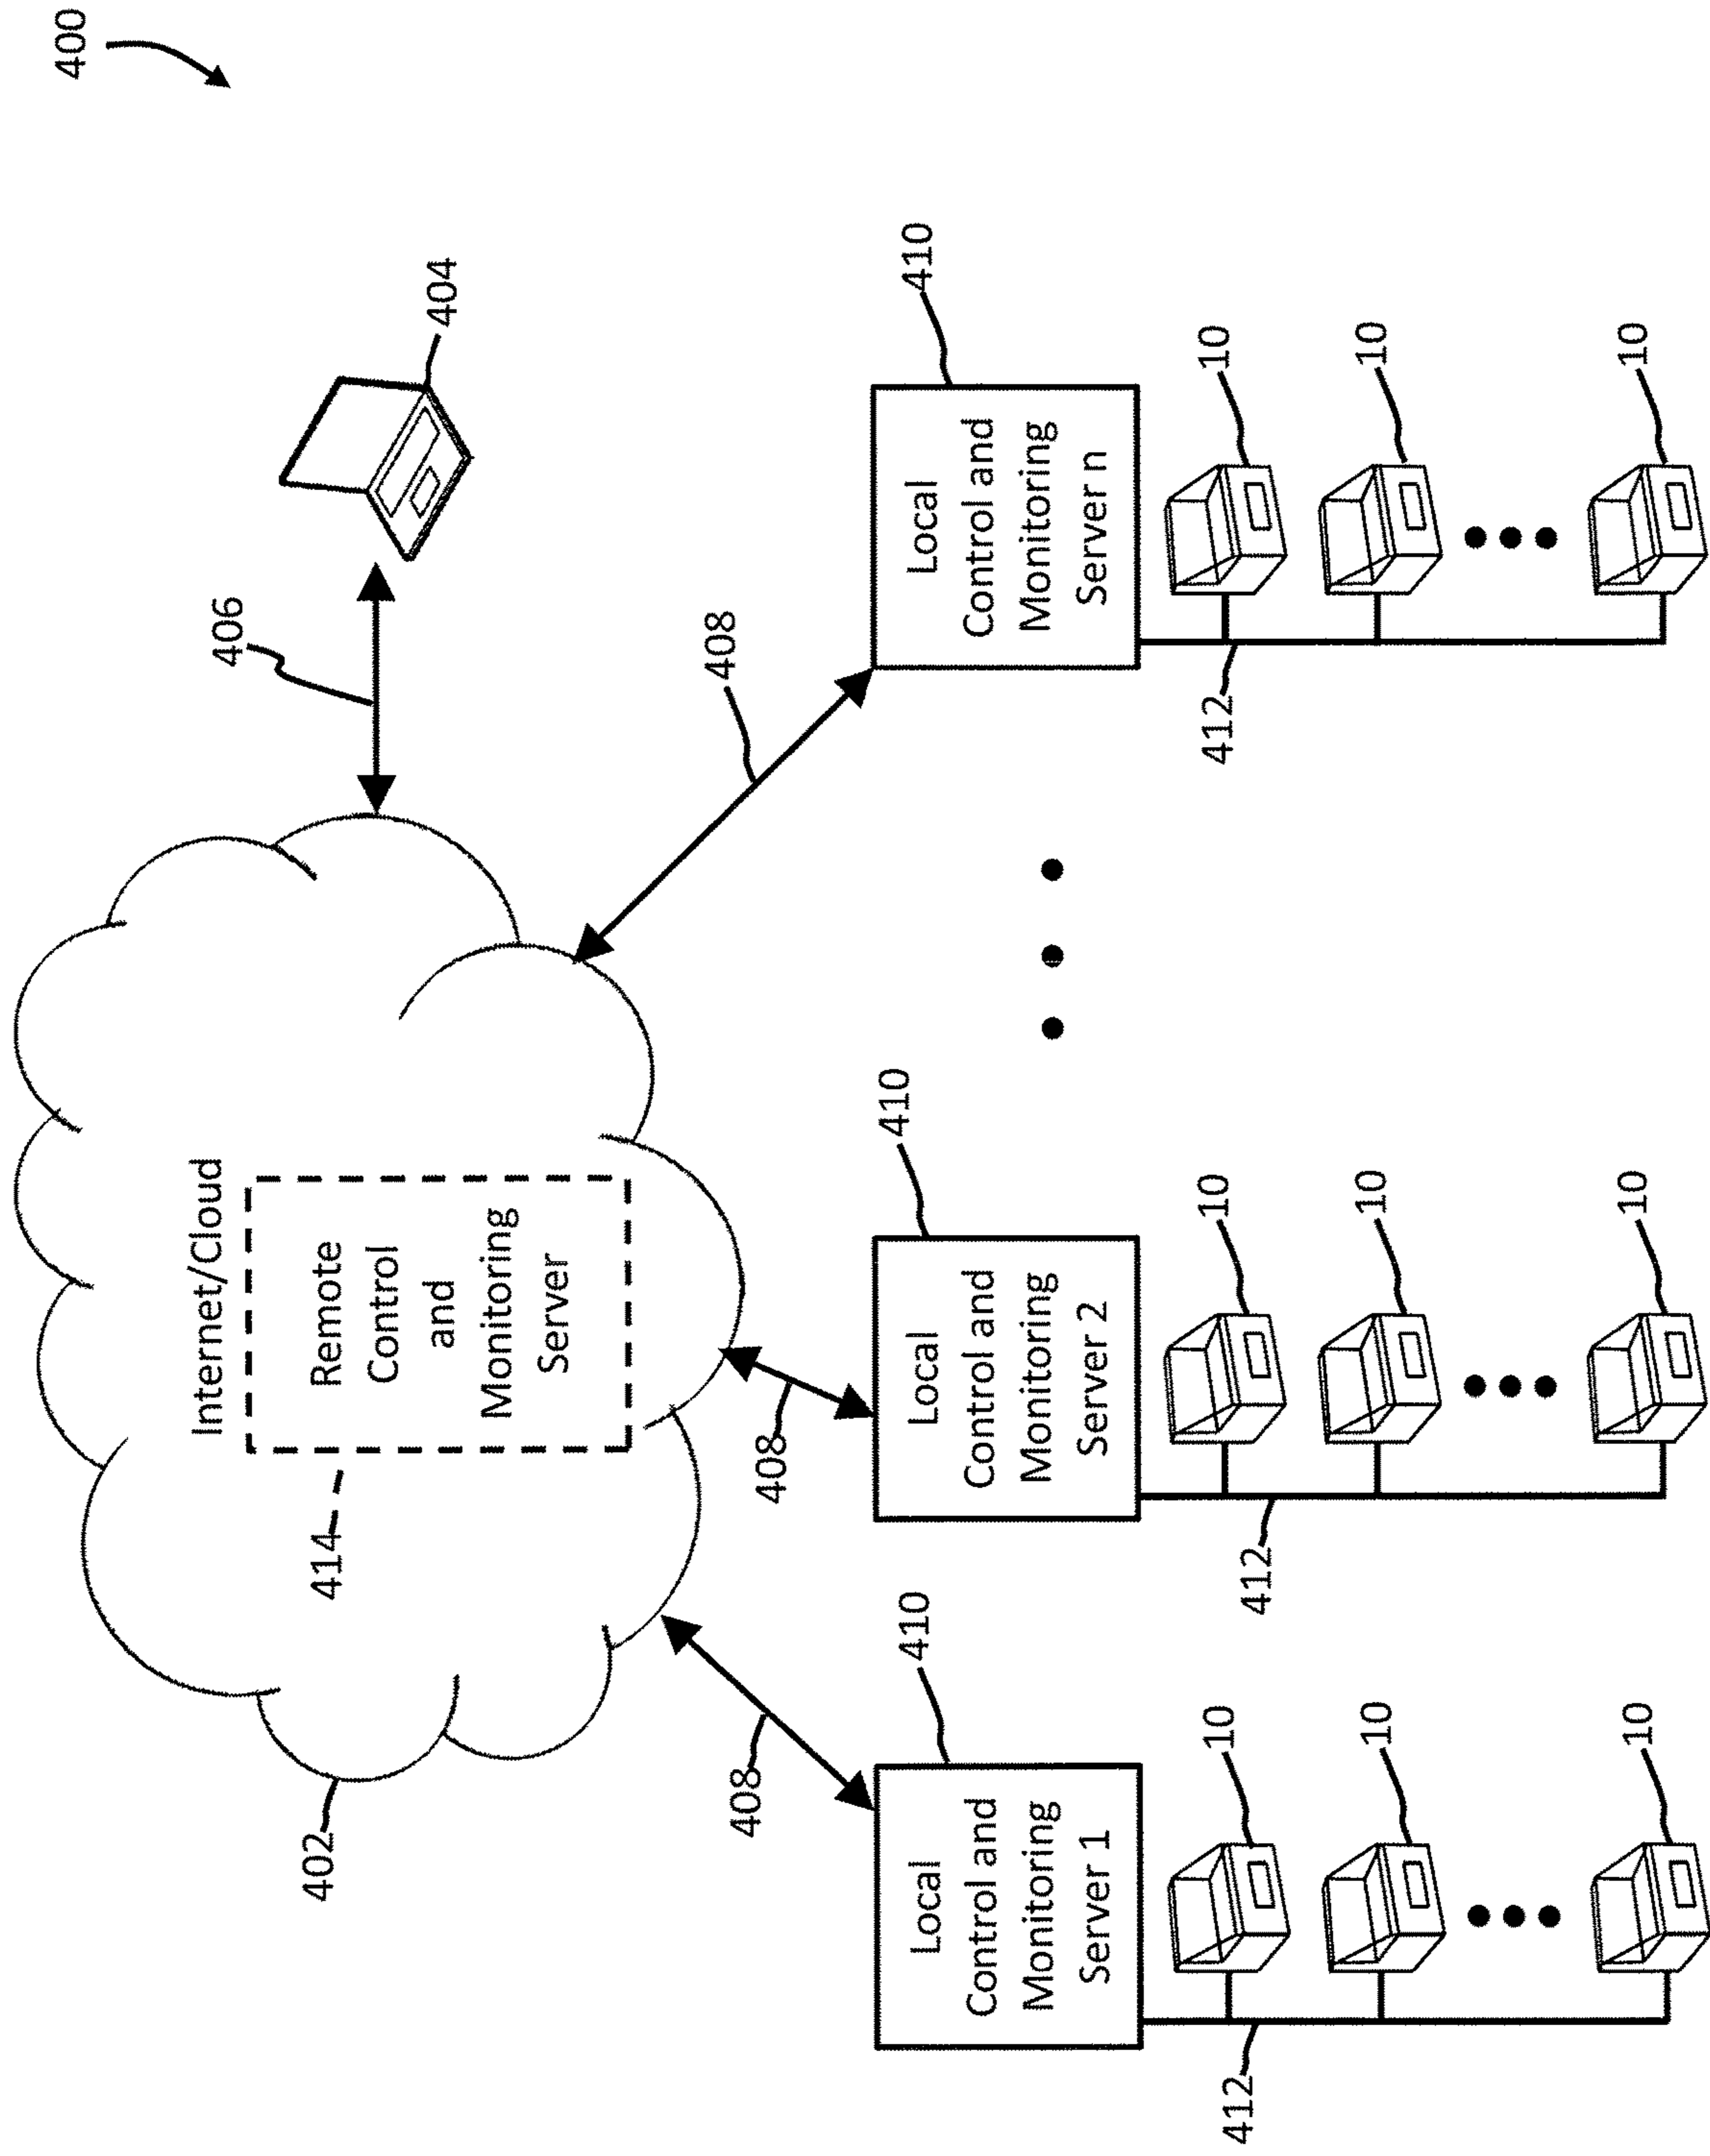 400
Internet/Cloud
406
402
414
Remote
Control
and
Monitoring
Server
404
408
408
408
410
Local
Control and
Monitoring
Server 1
410
Local
Control and
Monitoring
Server 2
410
Local
Control and
Monitoring
Server n
412
10
10
10
412
10
10
10
412
10
10
10